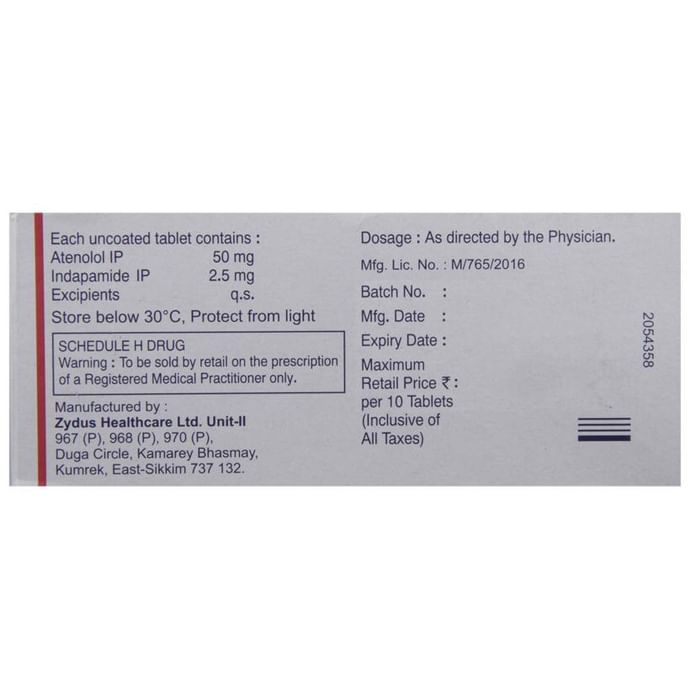 Each uncoated tablet contains :
Atenolol IP 50 mg
Indapamide IP 2.5 mg
Excipients q.s.
Store below 30°C, Protect from light
SCHEDULE H DRUG
Warning : To be sold by retail on the prescription
of a Registered Medical Practitioner only.
Manufactured by :
Zydus Healthcare Ltd. Unit-II
967 (P), 968 (P), 970 (P),
Duga Circle, Kamarey Bhasmay,
Kumrek, East-Sikkim 737 132.
Dosage : As directed by the Physician.
Mfg. Lic. No. : M/765/2016
Batch No. :
Mfg. Date :
Expiry Date :
Maximum
Retail Price ₹ :
per 10 Tablets
(Inclusive of
All Taxes)
2054358